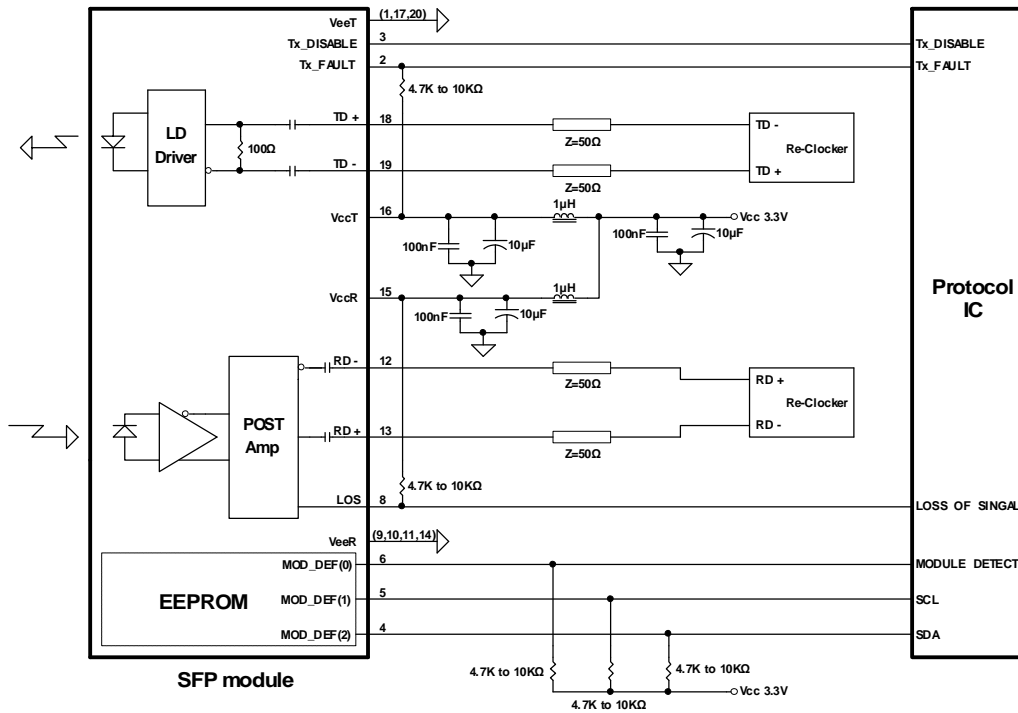 VeeT (1,17,20)
Tx_DISABLE 3 Tx_DISABLE
Tx_FAULT 2 Tx_FAULT
4.7K to 10KΩ
LD
Driver
100Ω
TD + 18 TD -
Z=50Ω
Re-Clocker
TD - 19 TD +
Z=50Ω
VccT 16 1μH Vcc 3.3V
100nF 10μF 100nF 10μF
VccR 15 1μH
100nF 10μF
Protocol
IC
RD - 12 RD +
Z=50Ω
Re-Clocker
POST
Amp
RD+ 13 RD -
Z=50Ω
4.7K to 10KΩ
LOS 8 LOSS OF SINGAL
VeeR (9,10,11,14)
MOD_DEF(0) 6 MODULE DETECT
EEPROM
MOD_DEF(1) 5 SCL
MOD_DEF(2) 4 SDA
4.7K to 10KΩ 4.7K to 10KΩ
4.7K to 10KΩ
Vcc 3.3V
SFP module